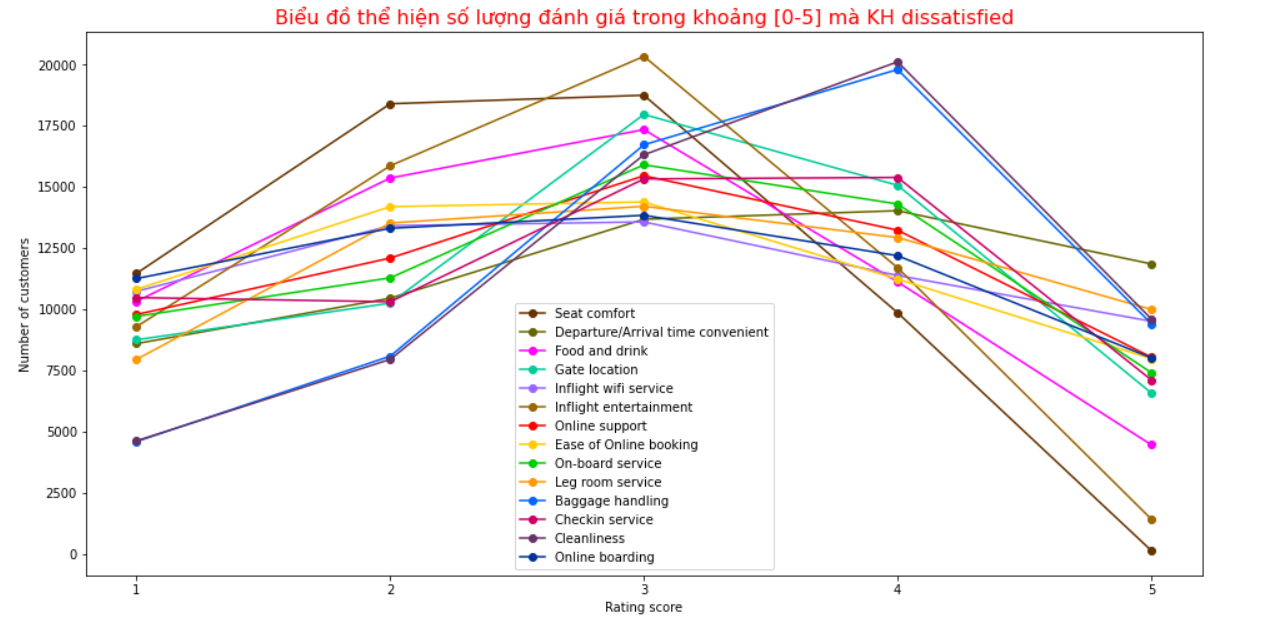 Biểu đồ thể hiện số lượng đánh giá trong khoảng [0-5] mà KH dissatisfied
Number of customers
20000
17500
15000
12500
10000
7500
5000
2500
0
Seat comfort
Departure/Arrival time convenient
Food and drink
Gate location
Inflight wifi service
Inflight entertainment
Online support
Ease of Online booking
On-board service
Leg room service
Baggage handling
Checkin service
Cleanliness
Online boarding
1 2 3 4 5
Rating score